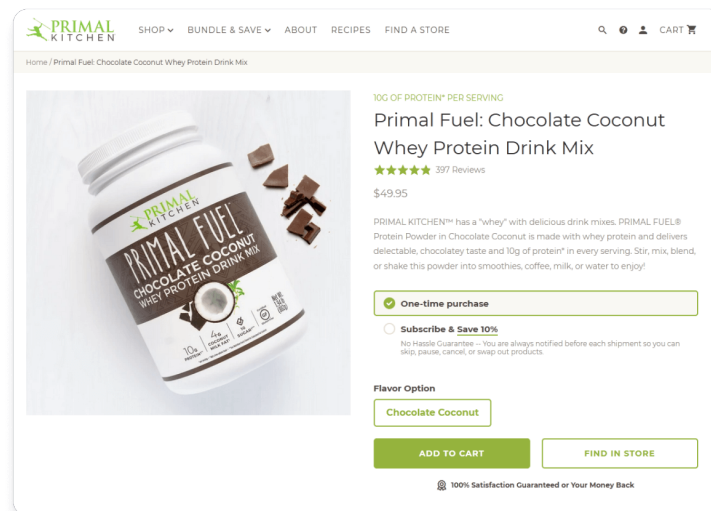 PRIMAL
KITCHEN
SHOP
BUNDLE & SAVE
ABOUT
RECIPES
FIND A STORE
CART
Home / Primal Fuel: Chocolate Coconut Whey Protein Drink Mix
PRIMAL
KITCHEN
PRIMAL FUEL
CHOCOLATE COCONUT
WHEY PROTEIN DRINK MIX
10g
PROTEIN*
4g
COCONUT
MILK FAT*
SUGAR*
NET WT.
10G OF PROTEIN* PER SERVING
Primal Fuel: Chocolate Coconut
Whey Protein Drink Mix
397 Reviews
$49.95
PRIMAL KITCHEN™ has a "whey" with delicious drink mixes. PRIMAL FUEL®
Protein Powder in Chocolate Coconut is made with whey protein and delivers
delectable, chocolatey taste and 10g of protein* in every serving. Stir, mix, blend,
or shake this powder into smoothies, coffee, milk, or water to enjoy!
One-time purchase
Subscribe & Save 10%
No Hassle Guarantee -- You are always notified before each shipment so you can
skip, pause, cancel, or swap out products.
Flavor Option
Chocolate Coconut
ADD TO CART
FIND IN STORE
100% Satisfaction Guaranteed or Your Money Back